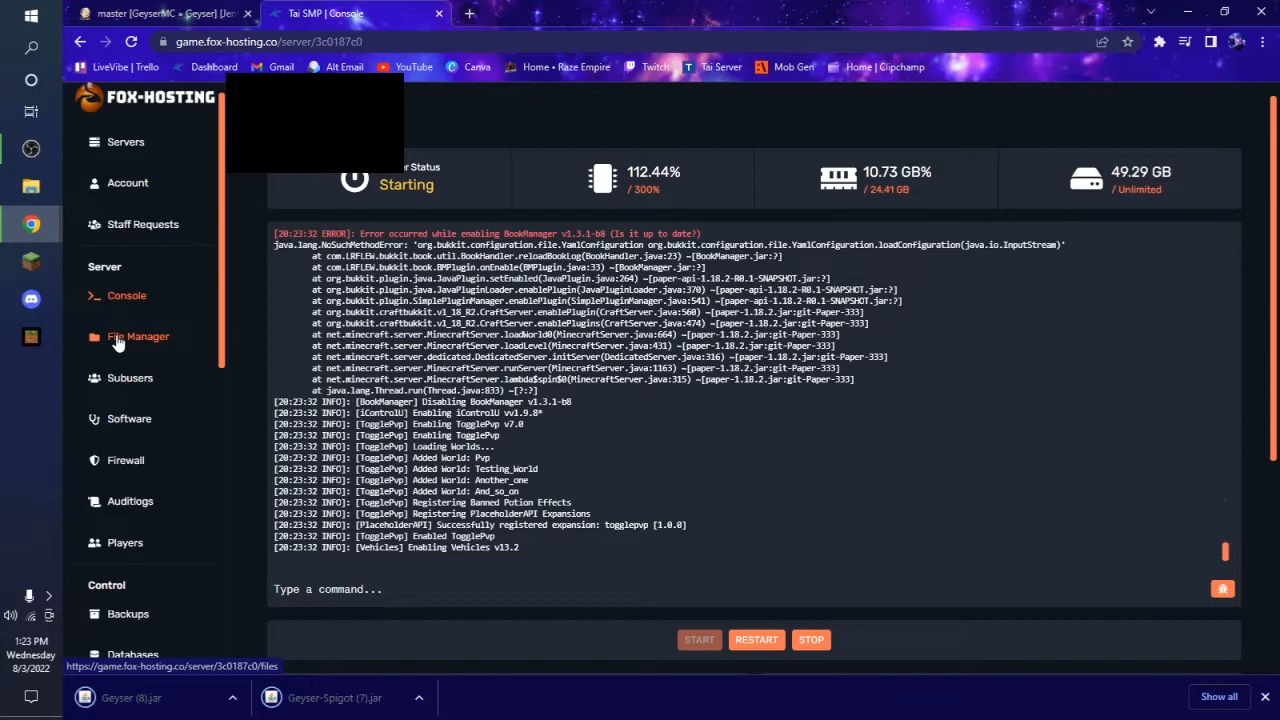 master [GeyserMC » Geyser] [Jen
Tai SMP | Console
game.fox-hosting.co/server/3c0187c0
LiveVibe | Trello
Dashboard
Gmail
Alt Email
YouTube
Canva
Home • Raze Empire
Twitch
Tai Server
Mob Gen
Home | Clipchamp
FOX-HOSTING
Servers
Account
Staff Requests
Server
Console
File Manager
Subusers
Software
Firewall
Auditlogs
Players
Control
Backups
Databases
er Status
Starting
112.44%
/ 300%
10.73 GB%
/ 24.41 GB
49.29 GB
/ Unlimited
[20:23:32 ERROR]: Error occurred while enabling BookManager v1.3.1-b8 (Is it up to date?)
java.lang.NoSuchMethodError: 'org.bukkit.configuration.file.YamlConfiguration org.bukkit.configuration.file.YamlConfiguration.loadConfiguration(java.io.InputStream)'
at com.LRFLEW.bukkit.book.util.BookHandler.reloadBookLog(BookHandler.java:23) ~[BookManager.jar:?]
at com.LRFLEW.bukkit.book.BMPlugin.onEnable(BMPlugin.java:33) ~[BookManager.jar:?]
at org.bukkit.plugin.java.JavaPlugin.setEnabled(JavaPlugin.java:264) ~[paper-api-1.18.2-R0.1-SNAPSHOT.jar:?]
at org.bukkit.plugin.java.JavaPluginLoader.enablePlugin(JavaPluginLoader.java:370) ~[paper-api-1.18.2-R0.1-SNAPSHOT.jar:?]
at org.bukkit.plugin.SimplePluginManager.enablePlugin(SimplePluginManager.java:541) ~[paper-api-1.18.2-R0.1-SNAPSHOT.jar:?]
at org.bukkit.craftbukkit.v1_18_R2.CraftServer.enablePlugin(CraftServer.java:560) ~[paper-1.18.2.jar:git-Paper-333]
at org.bukkit.craftbukkit.v1_18_R2.CraftServer.enablePlugins(CraftServer.java:474) ~[paper-1.18.2.jar:git-Paper-333]
at net.minecraft.server.MinecraftServer.loadWorld0(MinecraftServer.java:664) ~[paper-1.18.2.jar:git-Paper-333]
at net.minecraft.server.MinecraftServer.loadLevel(MinecraftServer.java:431) ~[paper-1.18.2.jar:git-Paper-333]
at net.minecraft.server.dedicated.DedicatedServer.initServer(DedicatedServer.java:316) ~[paper-1.18.2.jar:git-Paper-333]
at net.minecraft.server.MinecraftServer.runServer(MinecraftServer.java:1163) ~[paper-1.18.2.jar:git-Paper-333]
at net.minecraft.server.MinecraftServer.lambda$spin$0(MinecraftServer.java:315) ~[paper-1.18.2.jar:git-Paper-333]
at java.lang.Thread.run(Thread.java:833) ~[?:?]
[20:23:32 INFO]: [BookManager] Disabling BookManager v1.3.1-b8
[20:23:32 INFO]: [iControlU] Enabling iControlU vv1.9.8*
[20:23:32 INFO]: [TogglePvp] Enabling TogglePvp v7.0
[20:23:32 INFO]: [TogglePvp] Enabling TogglePvp
[20:23:32 INFO]: [TogglePvp] Loading Worlds...
[20:23:32 INFO]: [TogglePvp] Added World: Pvp
[20:23:32 INFO]: [TogglePvp] Added World: Testing_World
[20:23:32 INFO]: [TogglePvp] Added World: Another_one
[20:23:32 INFO]: [TogglePvp] Added World: And_so_on
[20:23:32 INFO]: [TogglePvp] Registering Banned Potion Effects
[20:23:32 INFO]: [TogglePvp] Registering PlaceholderAPI Expansions
[20:23:32 INFO]: [PlaceholderAPI] Successfully registered expansion: togglepvp [1.0.0]
[20:23:32 INFO]: [TogglePvp] Enabled TogglePvp
[20:23:32 INFO]: [Vehicles] Enabling Vehicles v13.2
Type a command...
START
RESTART
STOP
https://game.fox-hosting.co/server/3c0187c0/files
1:23 PM
Wednesday
8/3/2022
Geyser (8).jar
Geyser-Spigot (7).jar
Show all